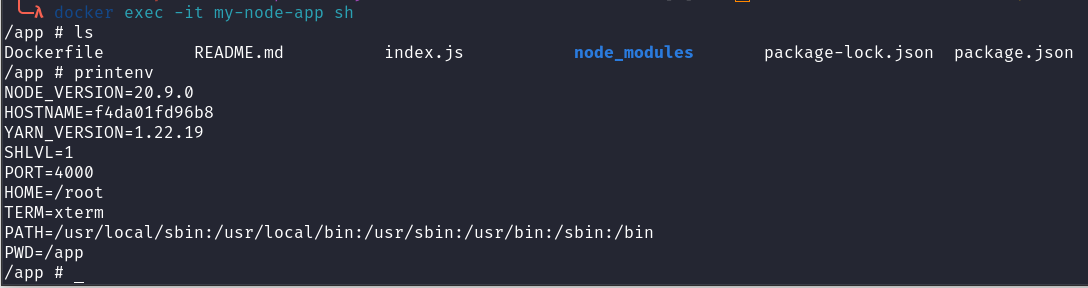 ╰─λ docker exec -it my-node-app sh
/app # ls
Dockerfile README.md index.js node_modules package-lock.json package.json
/app # printenv
NODE_VERSION=20.9.0
HOSTNAME=f4da01fd96b8
YARN_VERSION=1.22.19
SHLVL=1
PORT=4000
HOME=/root
TERM=xterm
PATH=/usr/local/sbin:/usr/local/bin:/usr/sbin:/usr/bin:/sbin:/bin
PWD=/app
/app # _